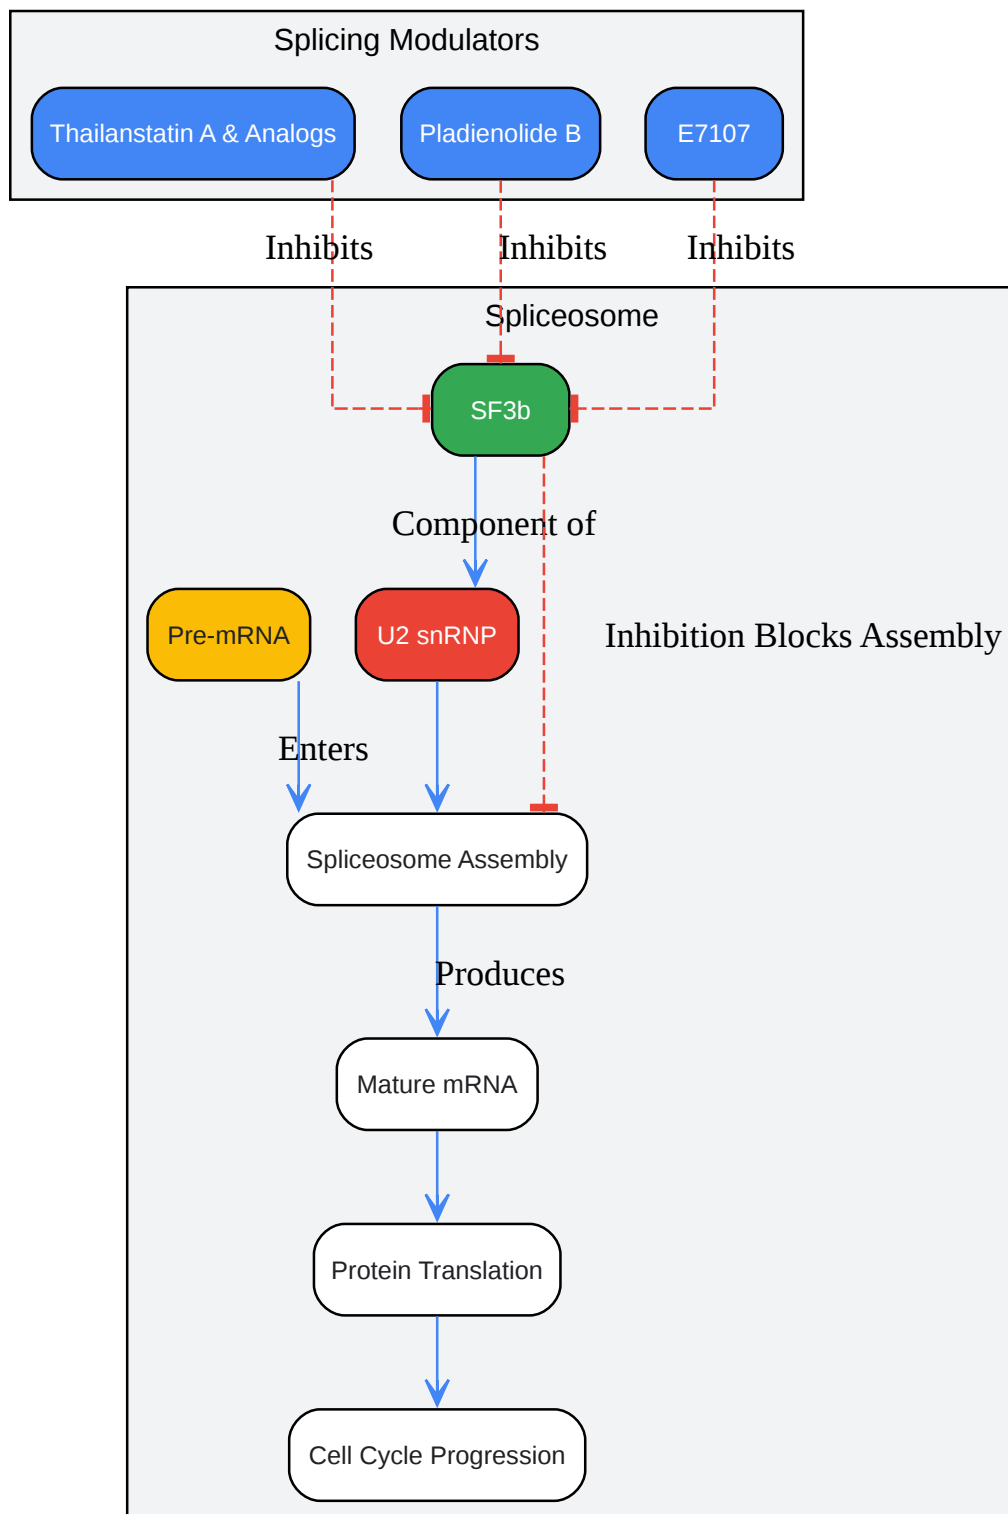 Splicing Modulators
Thailanstatin A & Analogs
Pladienolide B
E7107
Inhibits
Inhibits
Inhibits
Spliceosome
SF3b
Component of
Pre-mRNA
U2 snRNP
Inhibition Blocks Assembly
Enters
Spliceosome Assembly
Produces
Mature mRNA
Protein Translation
Cell Cycle Progression